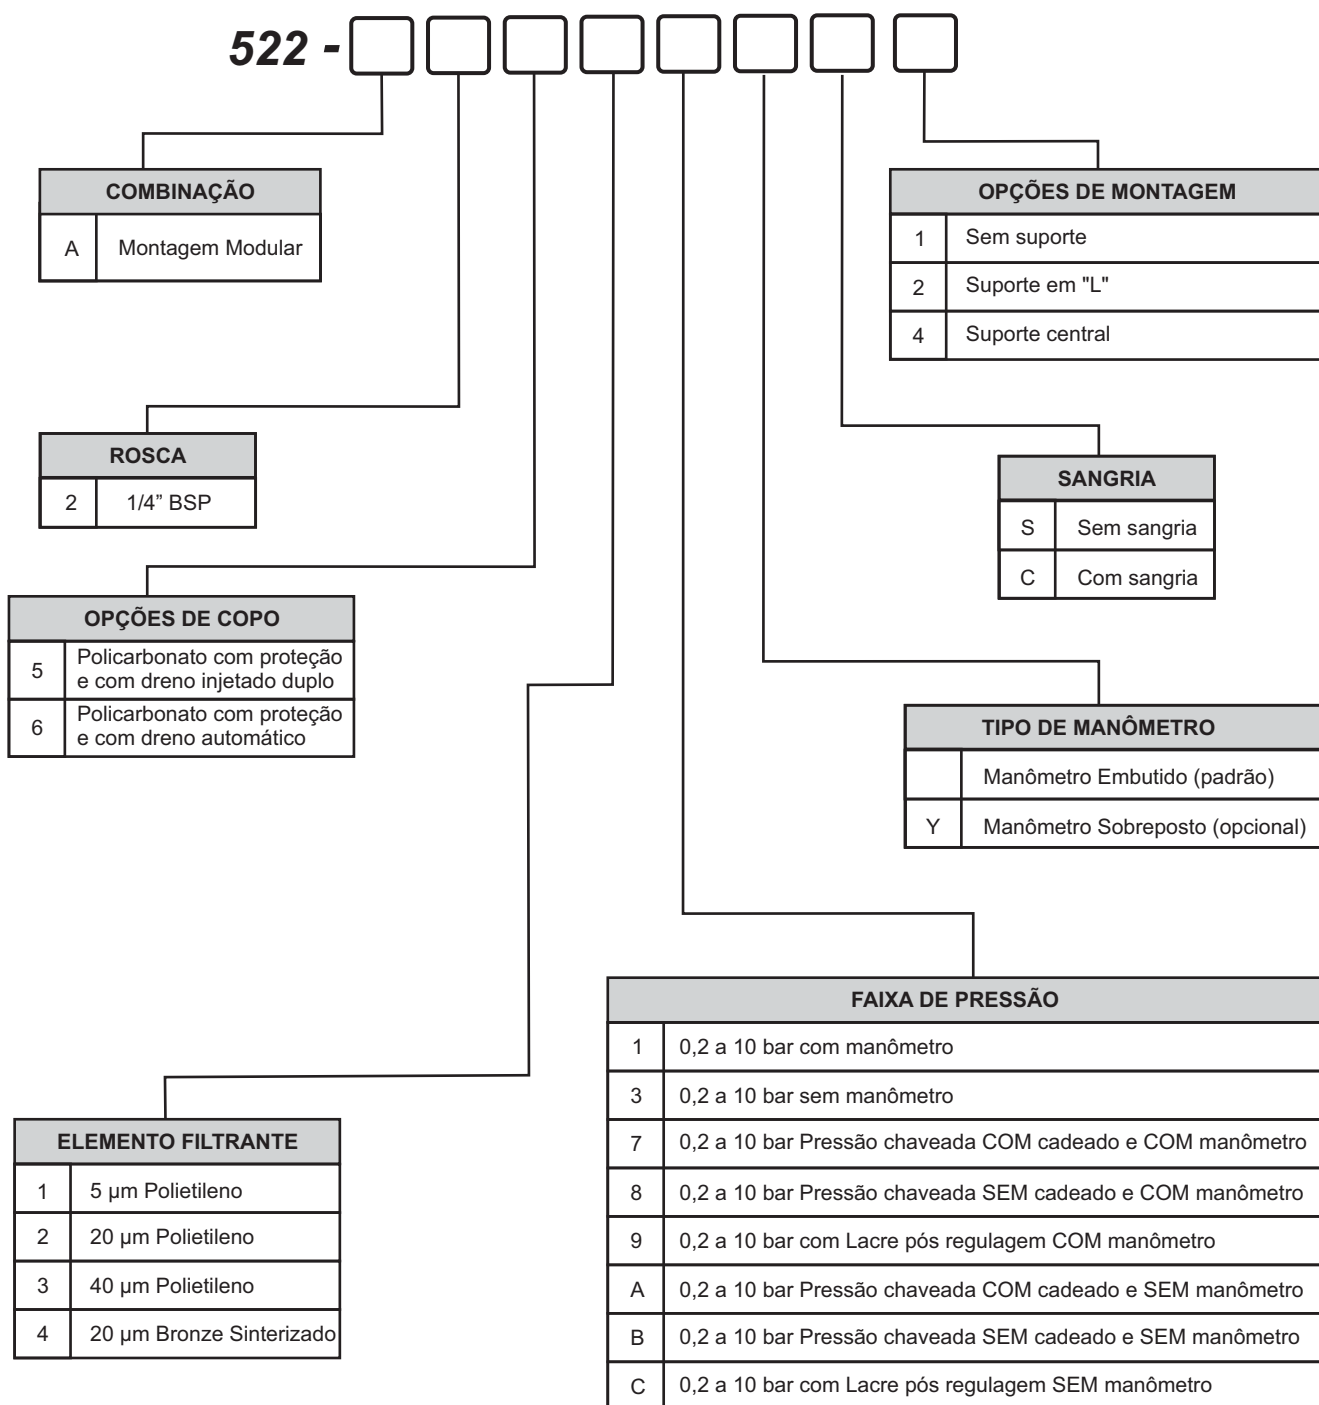 522 -
COMBINAÇÃO
A Montagem Modular
OPÇÕES DE MONTAGEM
1 Sem suporte
2 Suporte em "L"
4 Suporte central
ROSCA
2 1/4” BSP
SANGRIA
S Sem sangria
C Com sangria
OPÇÕES DE COPO
5 Policarbonato com proteção
e com dreno injetado duplo
6 Policarbonato com proteção
e com dreno automático
TIPO DE MANÔMETRO
Manômetro Embutido (padrão)
Y Manômetro Sobreposto (opcional)
FAIXA DE PRESSÃO
1 0,2 a 10 bar com manômetro
3 0,2 a 10 bar sem manômetro
7 0,2 a 10 bar Pressão chaveada COM cadeado e COM manômetro
8 0,2 a 10 bar Pressão chaveada SEM cadeado e COM manômetro
9 0,2 a 10 bar com Lacre pós regulagem COM manômetro
A 0,2 a 10 bar Pressão chaveada COM cadeado e SEM manômetro
B 0,2 a 10 bar Pressão chaveada SEM cadeado e SEM manômetro
C 0,2 a 10 bar com Lacre pós regulagem SEM manômetro
ELEMENTO FILTRANTE
1 5 µm Polietileno
2 20 µm Polietileno
3 40 µm Polietileno
4 20 µm Bronze Sinterizado